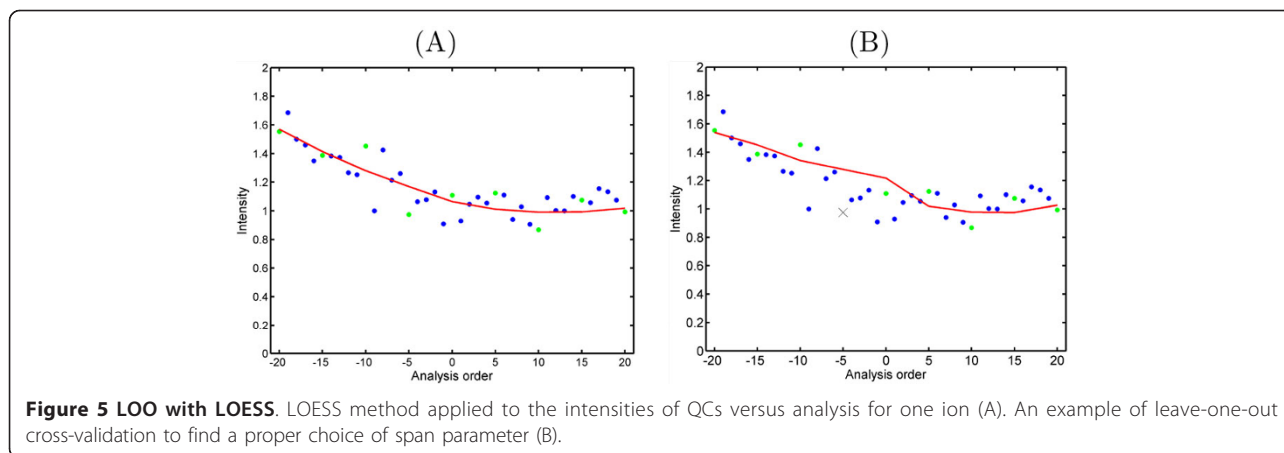 (A)
(B)
2
1.8
1.6
1.4
1.2
1
0.8
0.6
0.4
0.2
0
Intensity
-20 -15 -10 -5 0 5 10 15 20
Analysis order
2
1.8
1.6
1.4
1.2
1
0.8
0.6
0.4
0.2
0
Intensity
-20 -15 -10 -5 0 5 10 15 20
Analysis order
Figure 5 LOO with LOESS. LOESS method applied to the intensities of QCs versus analysis for one ion (A). An example of leave-one-out
cross-validation to find a proper choice of span parameter (B).